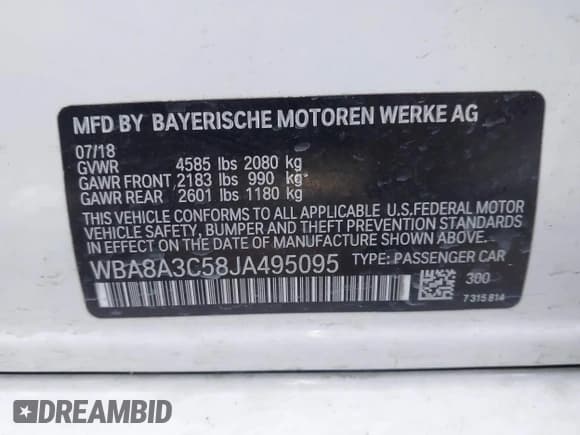 MFD BY BAYERISCHE MOTOREN WERKE AG
07/18
GVWR 4585 lbs 2080 kg
GAWR FRONT 2183 lbs 990 kg
GAWR REAR 2601 lbs 1180 kg
THIS VEHICLE CONFORMS TO ALL APPLICABLE U.S.FEDERAL MOTOR
VEHICLE SAFETY, BUMPER AND THEFT PREVENTION STANDARDS
IN EFFECT ON THE DATE OF MANUFACTURE SHOWN ABOVE.
WBA8A3C58JA495095 TYPE: PASSENGER CAR
300
7 315 814
DREAMBID